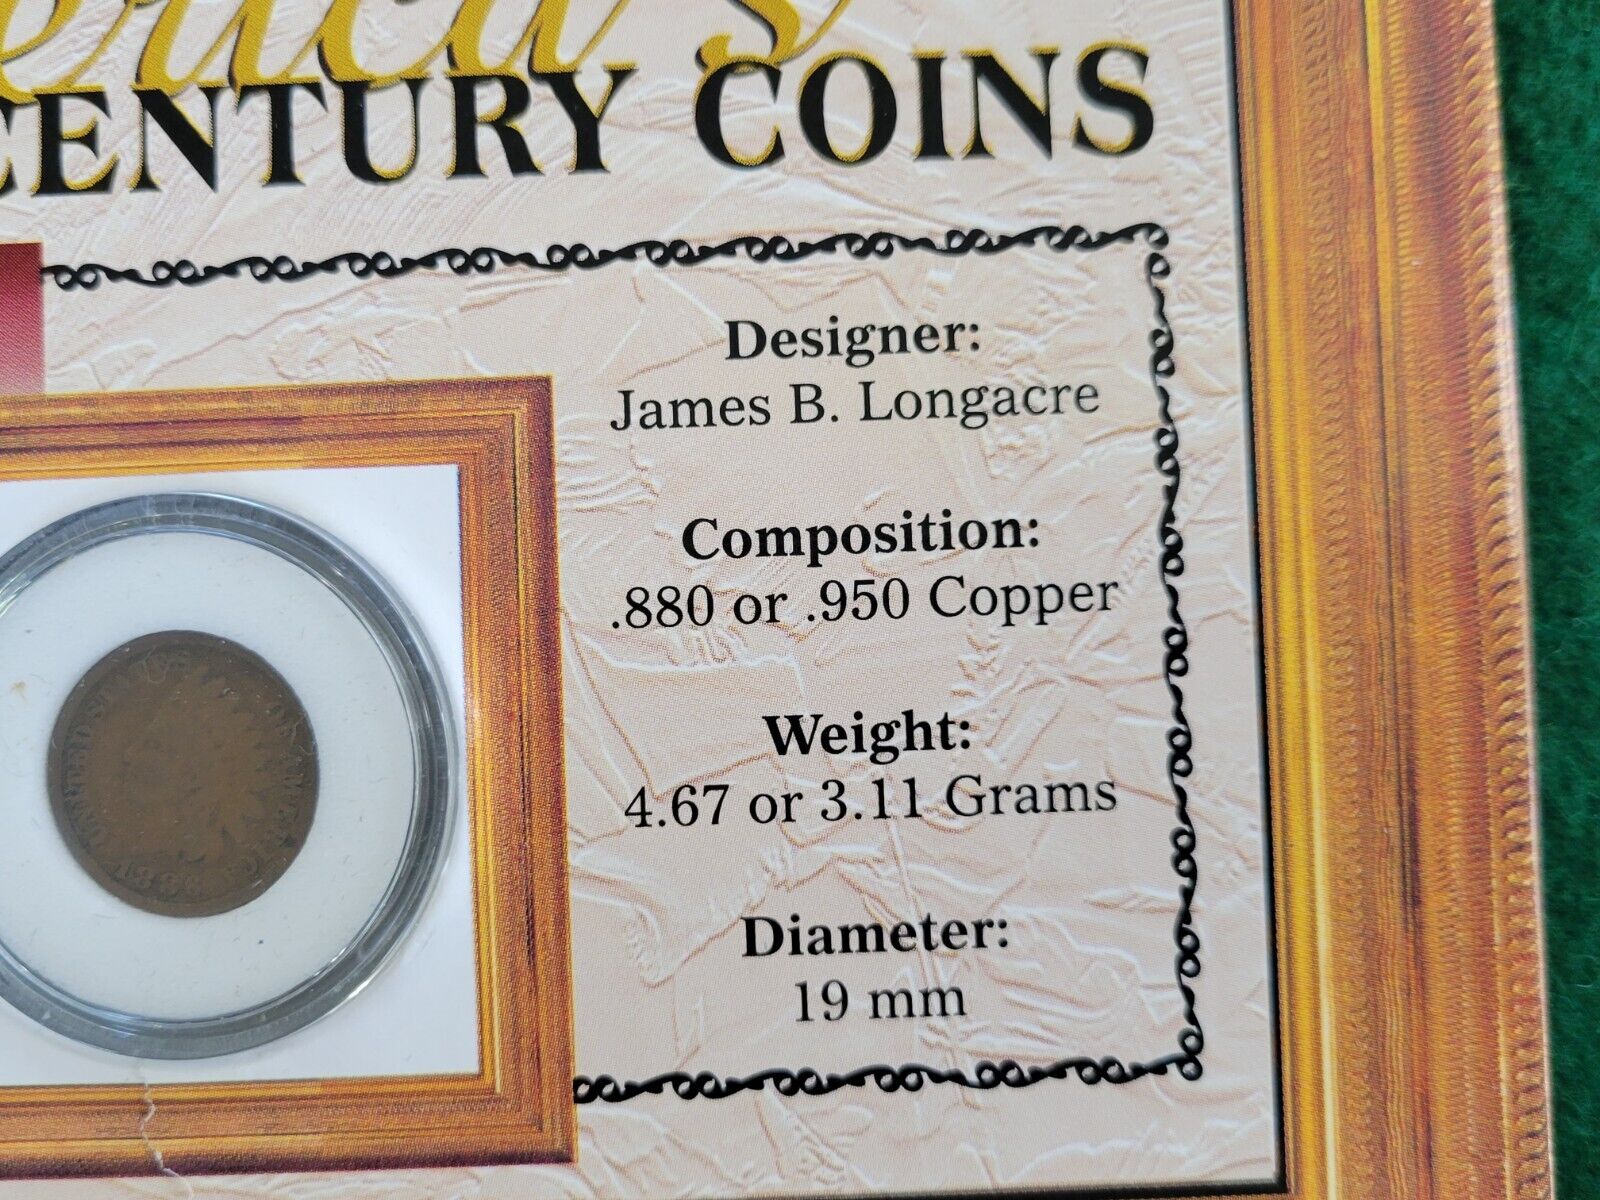 erica's
CENTURY COINS
Designer:
James B. Longacre
Composition:
.880 or .950 Copper
Weight:
4.67 or 3.11 Grams
Diameter:
19 mm